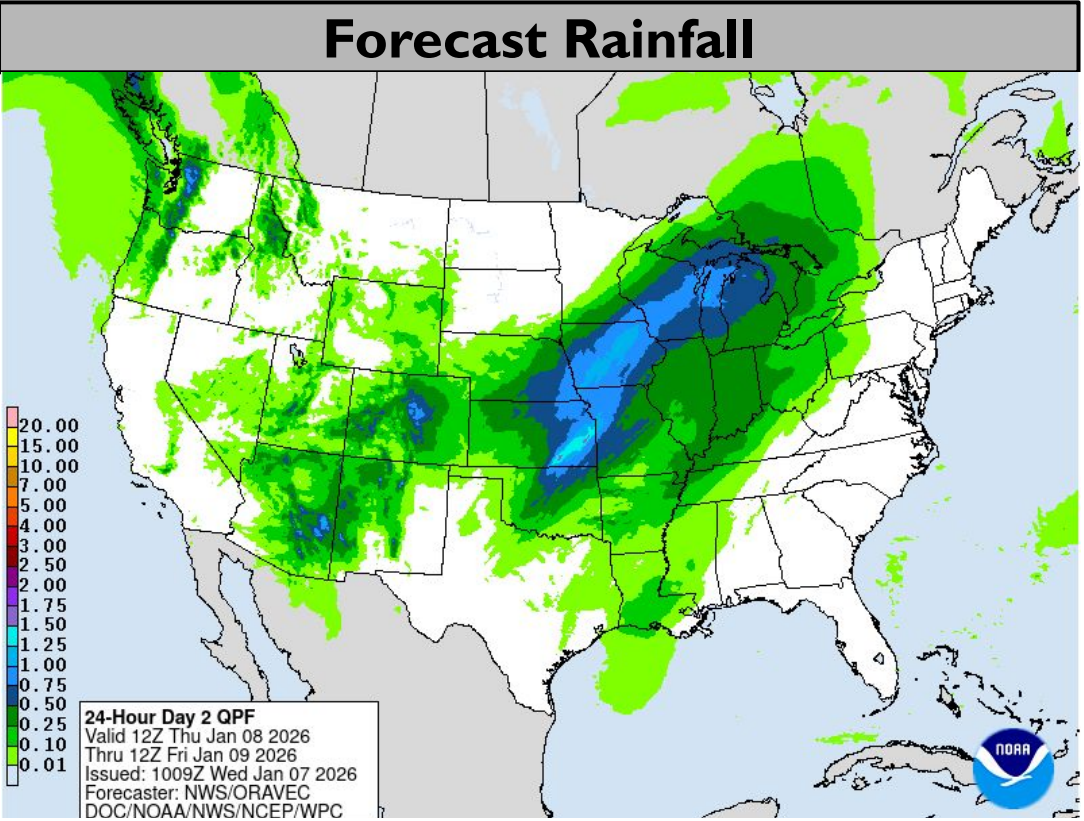 Forecast Rainfall
20.00
15.00
10.00
7.00
5.00
4.00
3.00
2.50
2.00
1.75
1.50
1.25
1.00
0.75
0.50
0.25
0.10
0.01
24-Hour Day 2 QPF
Valid 12Z Thu Jan 08 2026
Thru 12Z Fri Jan 09 2026
Issued: 1009Z Wed Jan 07 2026
Forecaster: NWS/ORAVEC
DOC/NOAA/NWS/NCEP/WPC
NOAA